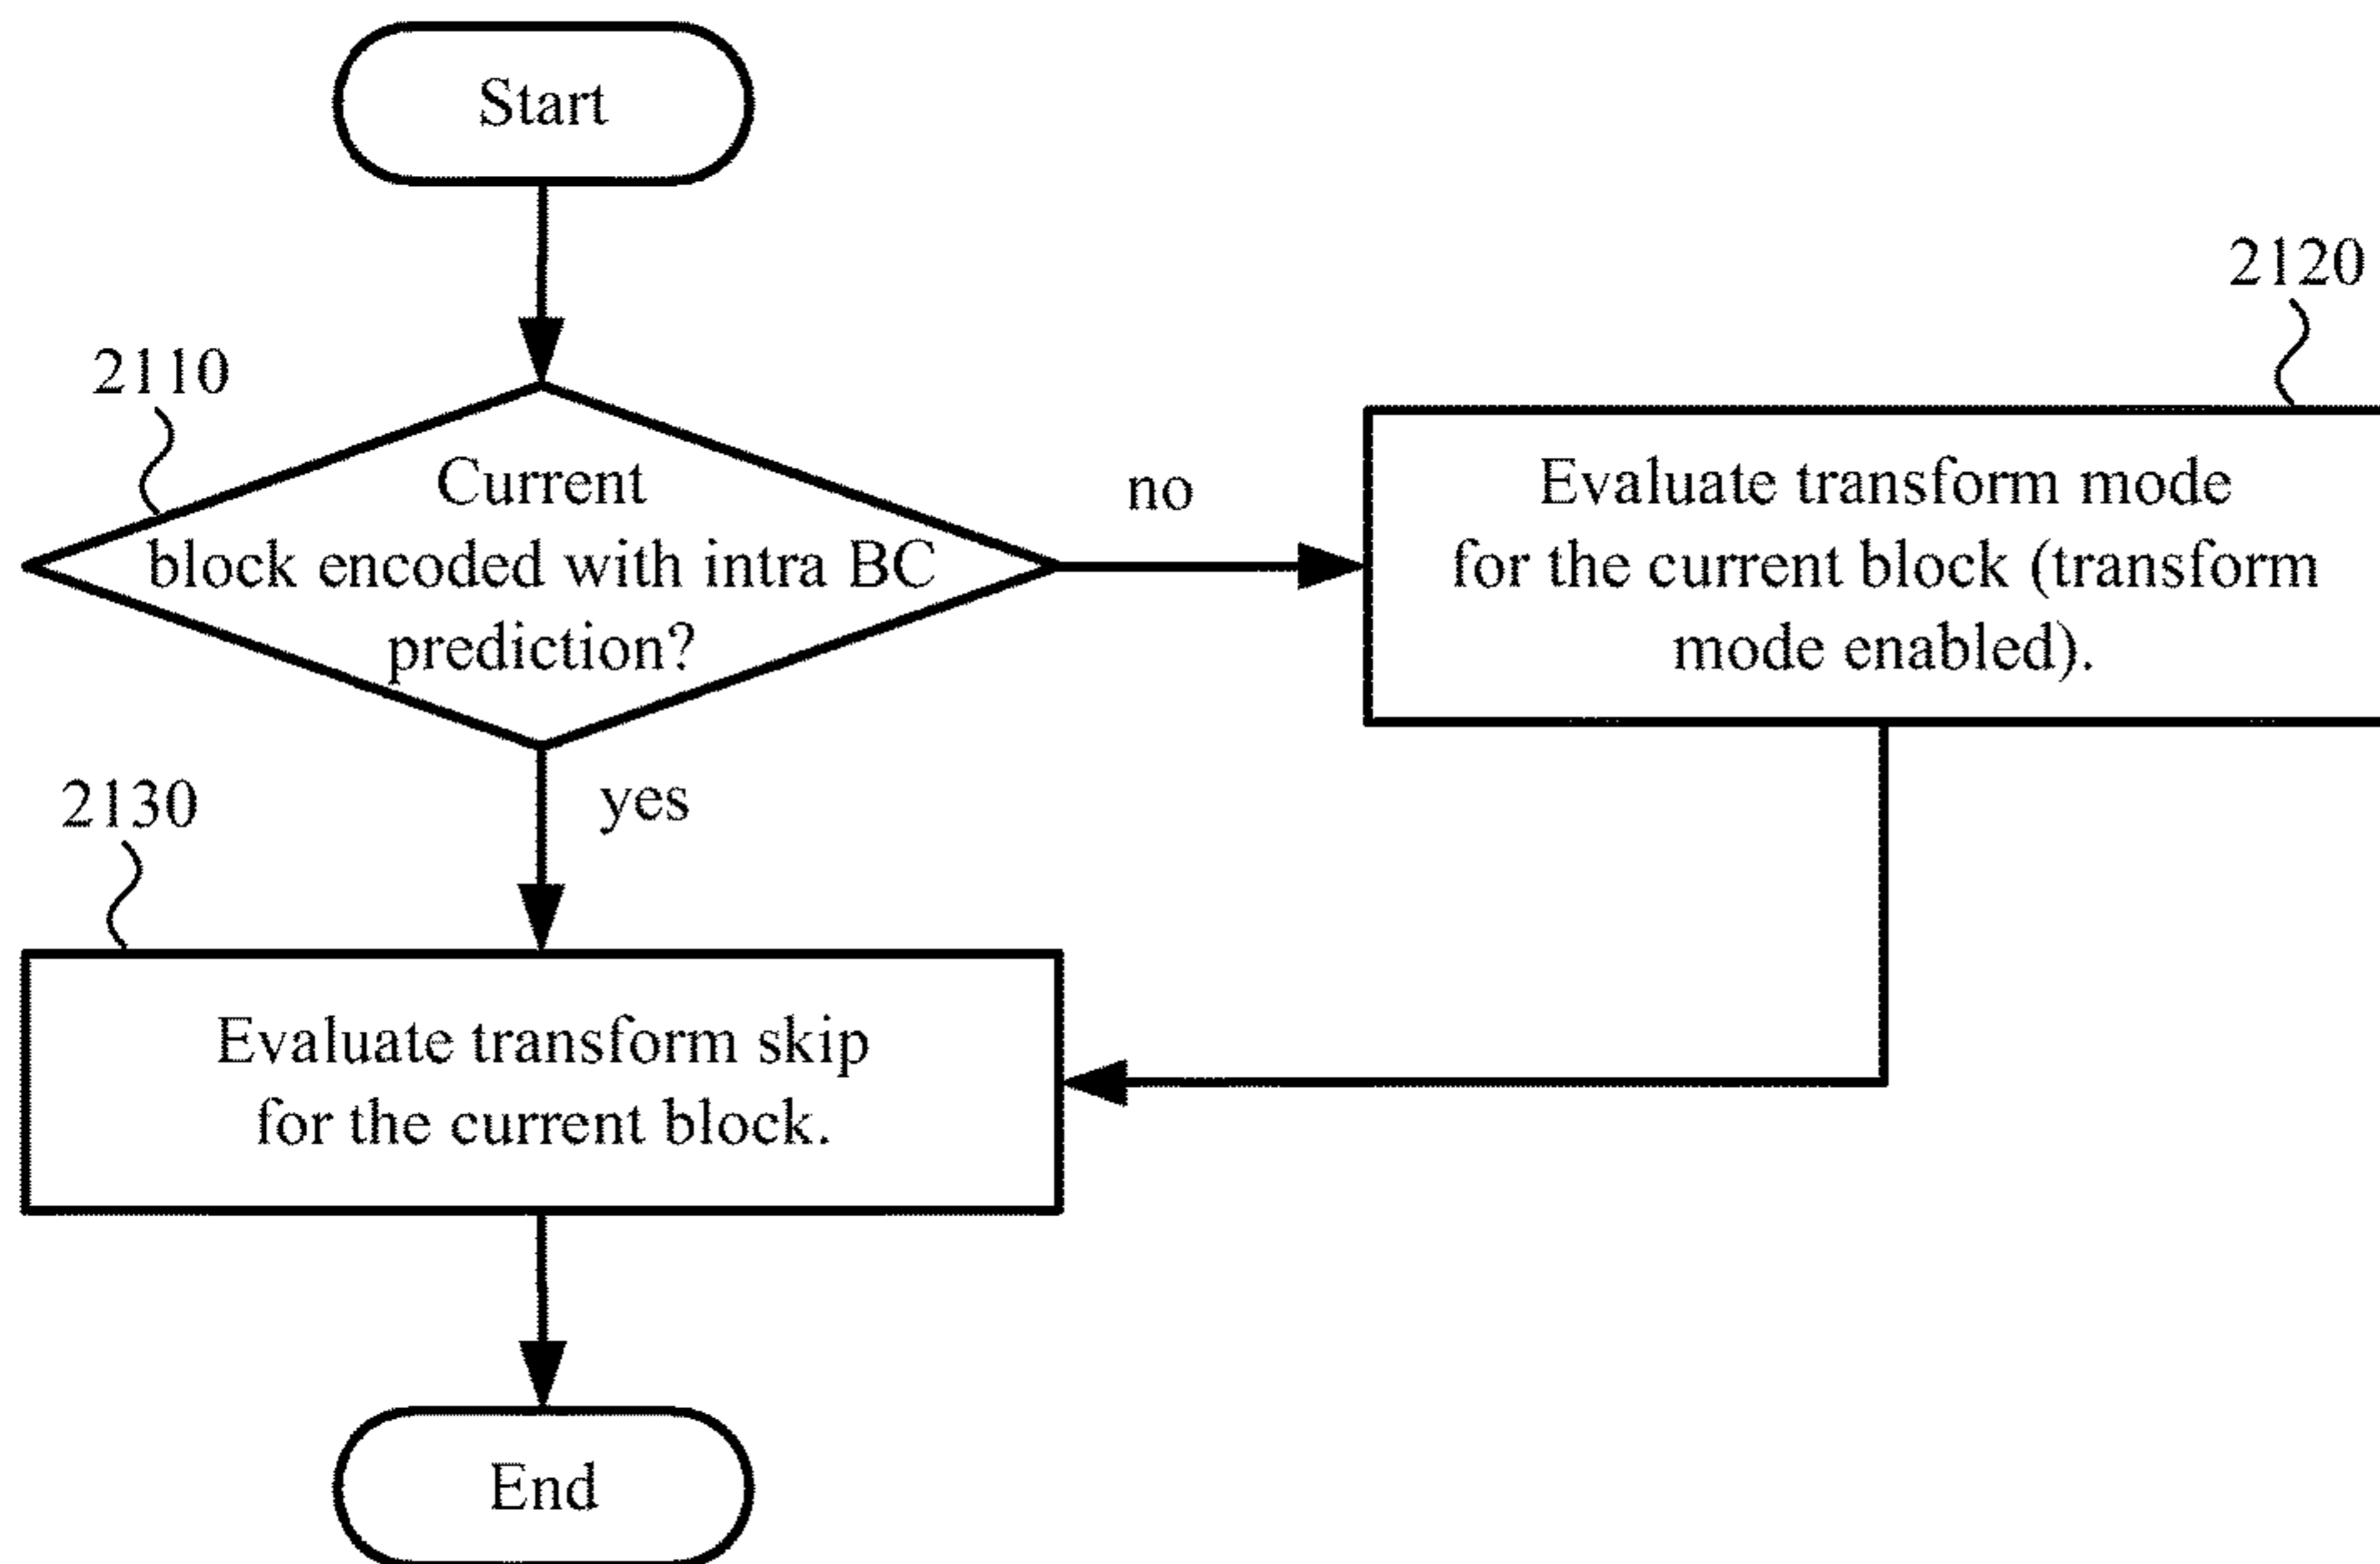 Start
2110
Current
block encoded with intra BC
prediction?
no
2120
Evaluate transform mode
for the current block (transform
mode enabled).
yes
2130
Evaluate transform skip
for the current block.
End